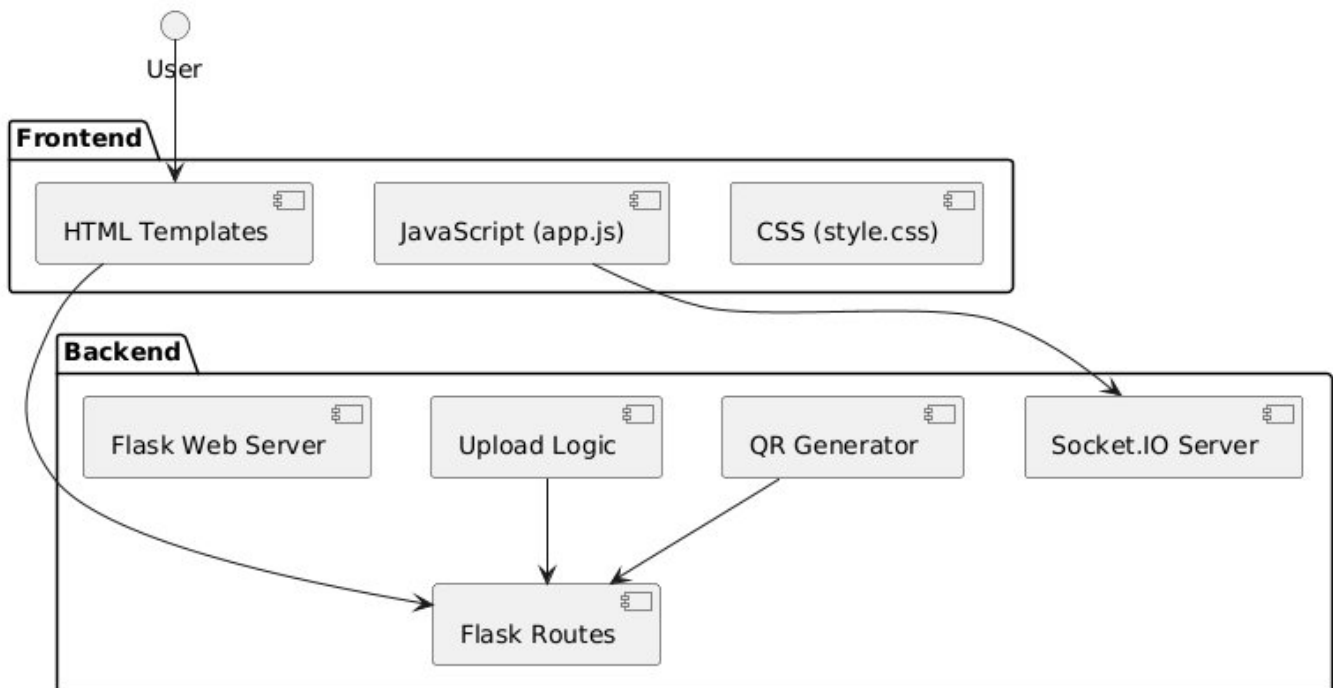 User
Frontend
HTML Templates
JavaScript (app.js)
CSS (style.css)
Backend
Flask Web Server
Upload Logic
QR Generator
Socket.IO Server
Flask Routes